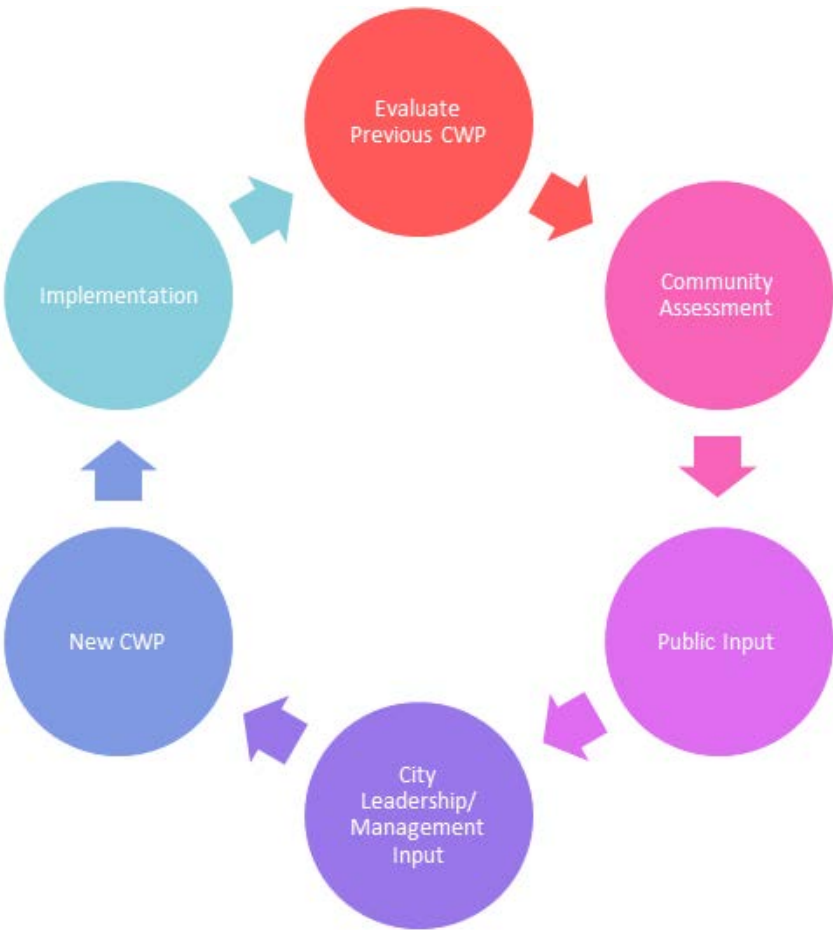 Evaluate
Previous CWP
Community
Assessment
Public Input
City
Leadership/
Management
Input
New CWP
Implementation